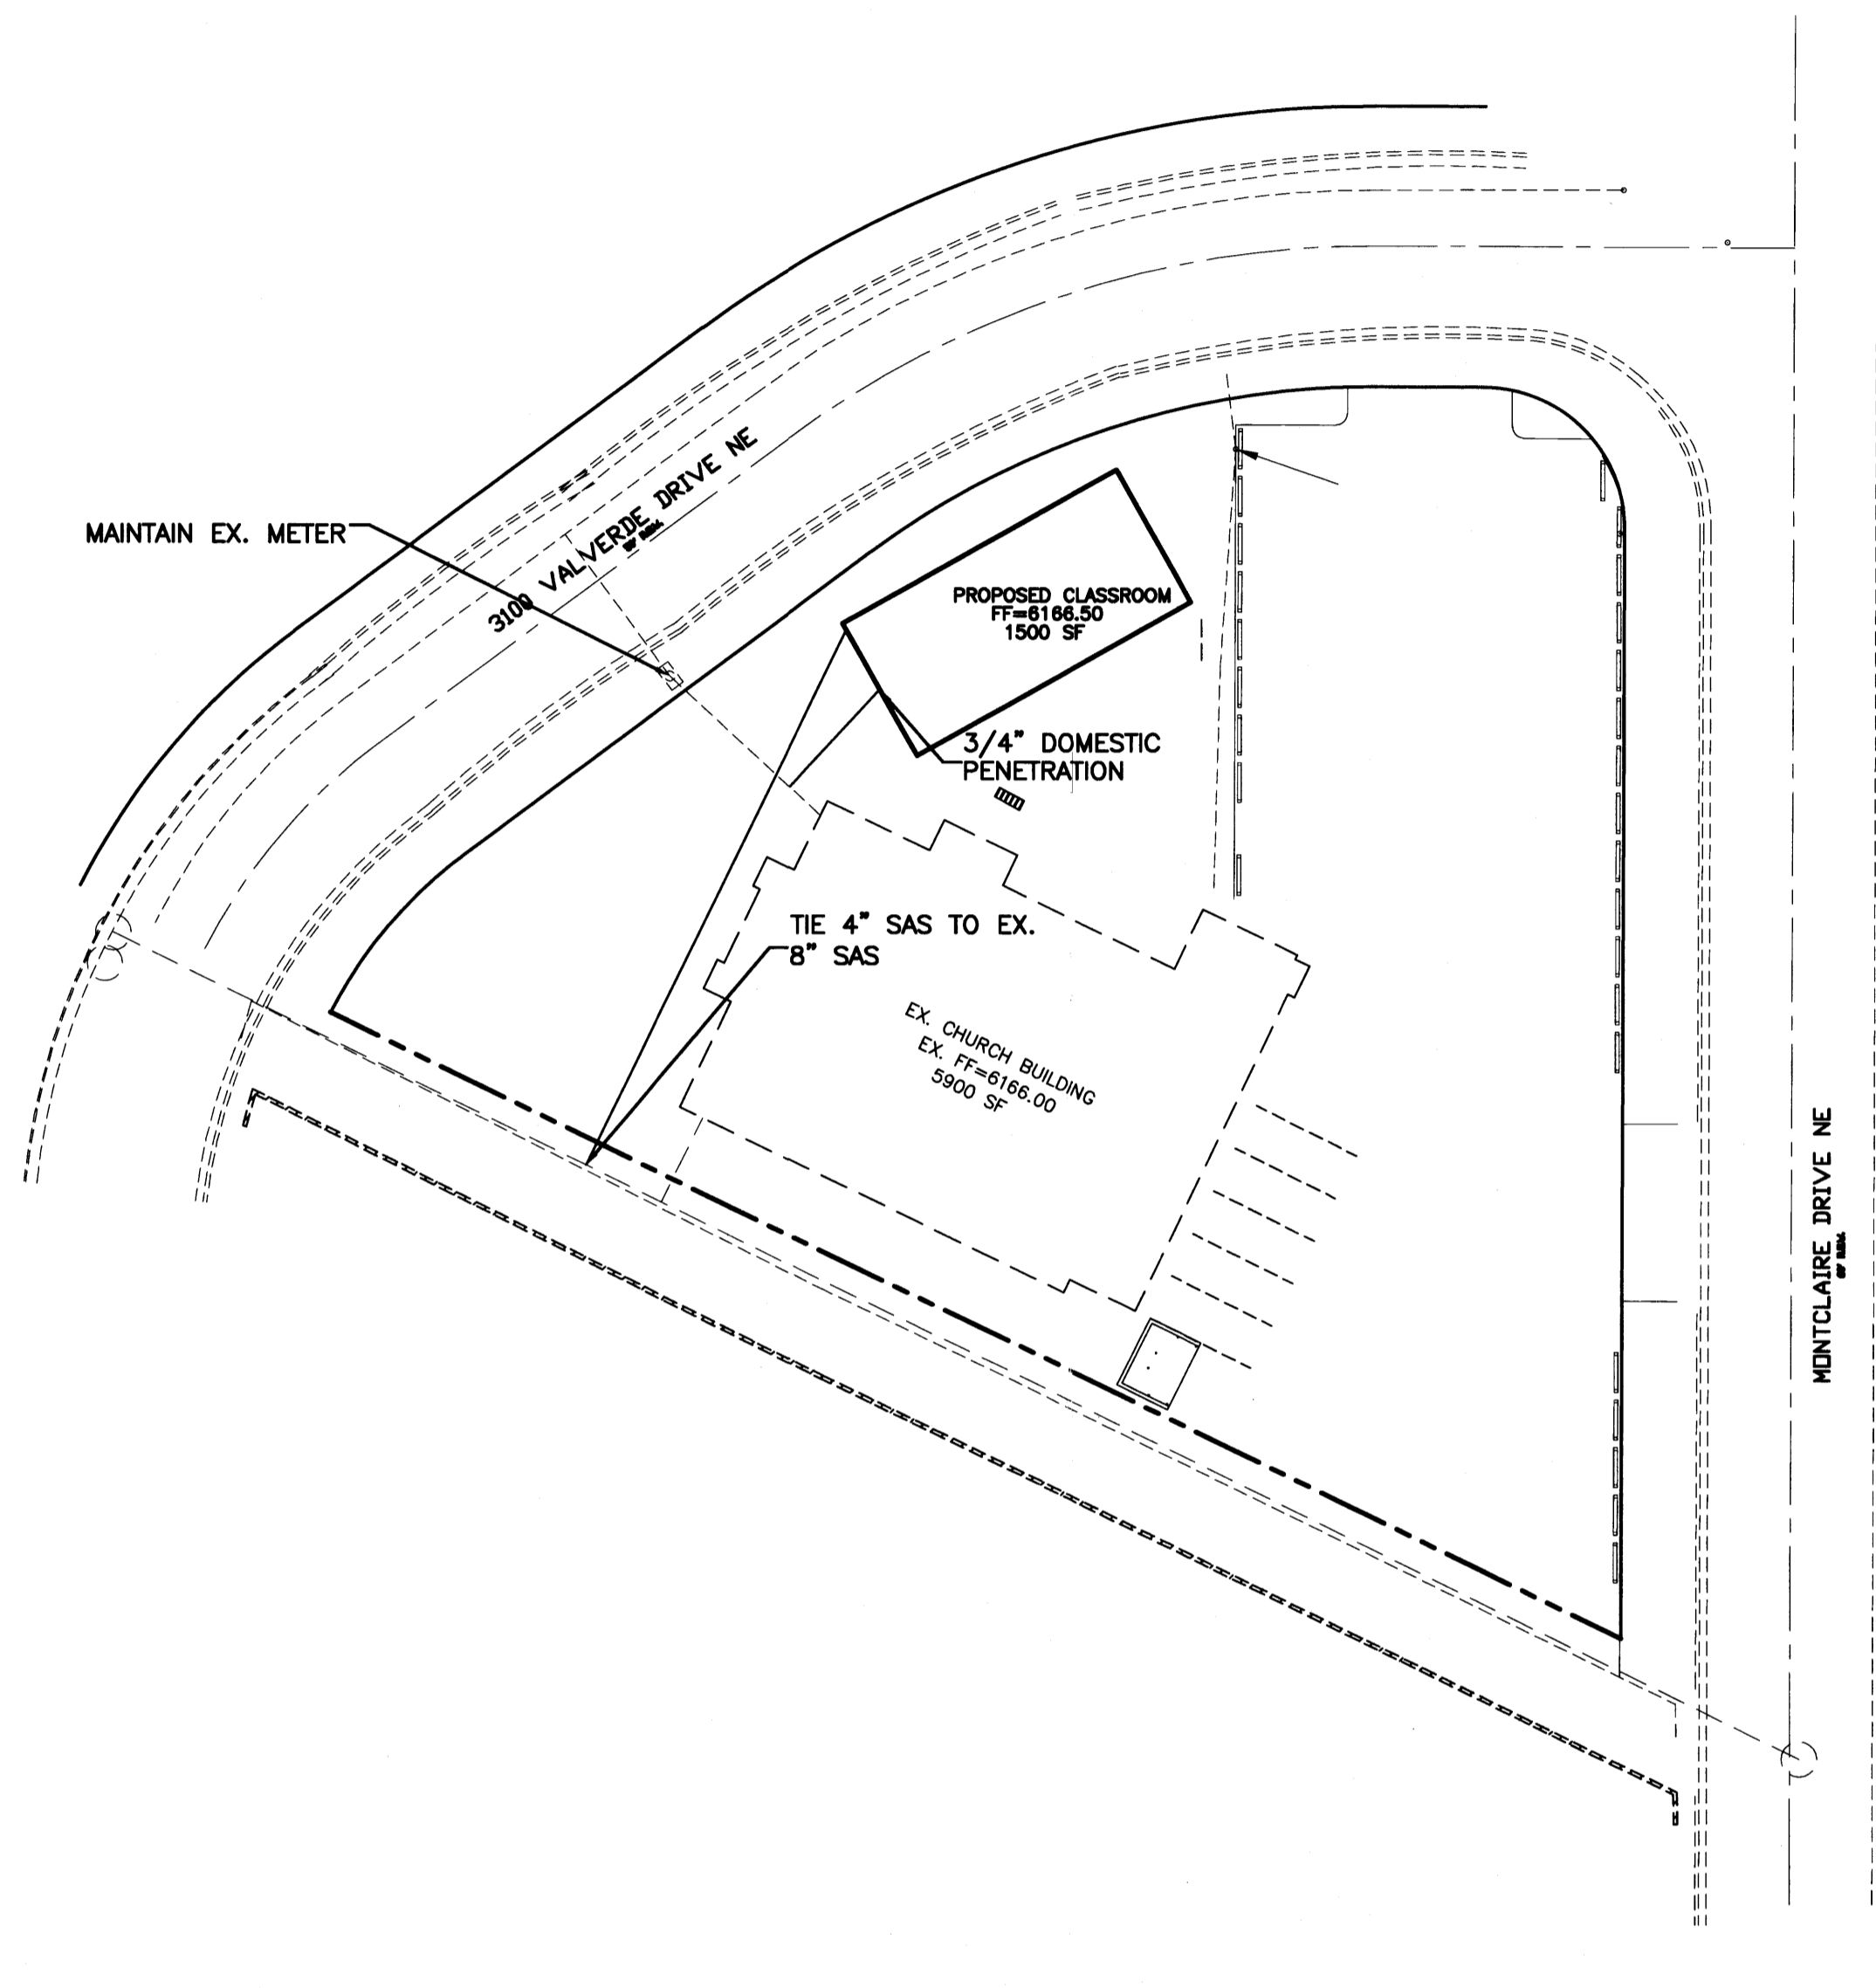 MAINTAIN EX. METER
3100 VALVERDE DRIVE NE
PROPOSED CLASSROOM
FF=6166.50
1500 SF
3/4" DOMESTIC
PENETRATION
TIE 4" SAS TO EX.
8" SAS
EX. CHURCH BUILDING
EX. FF=6166.00
5900 SF
MONTCLAIRE DRIVE NE